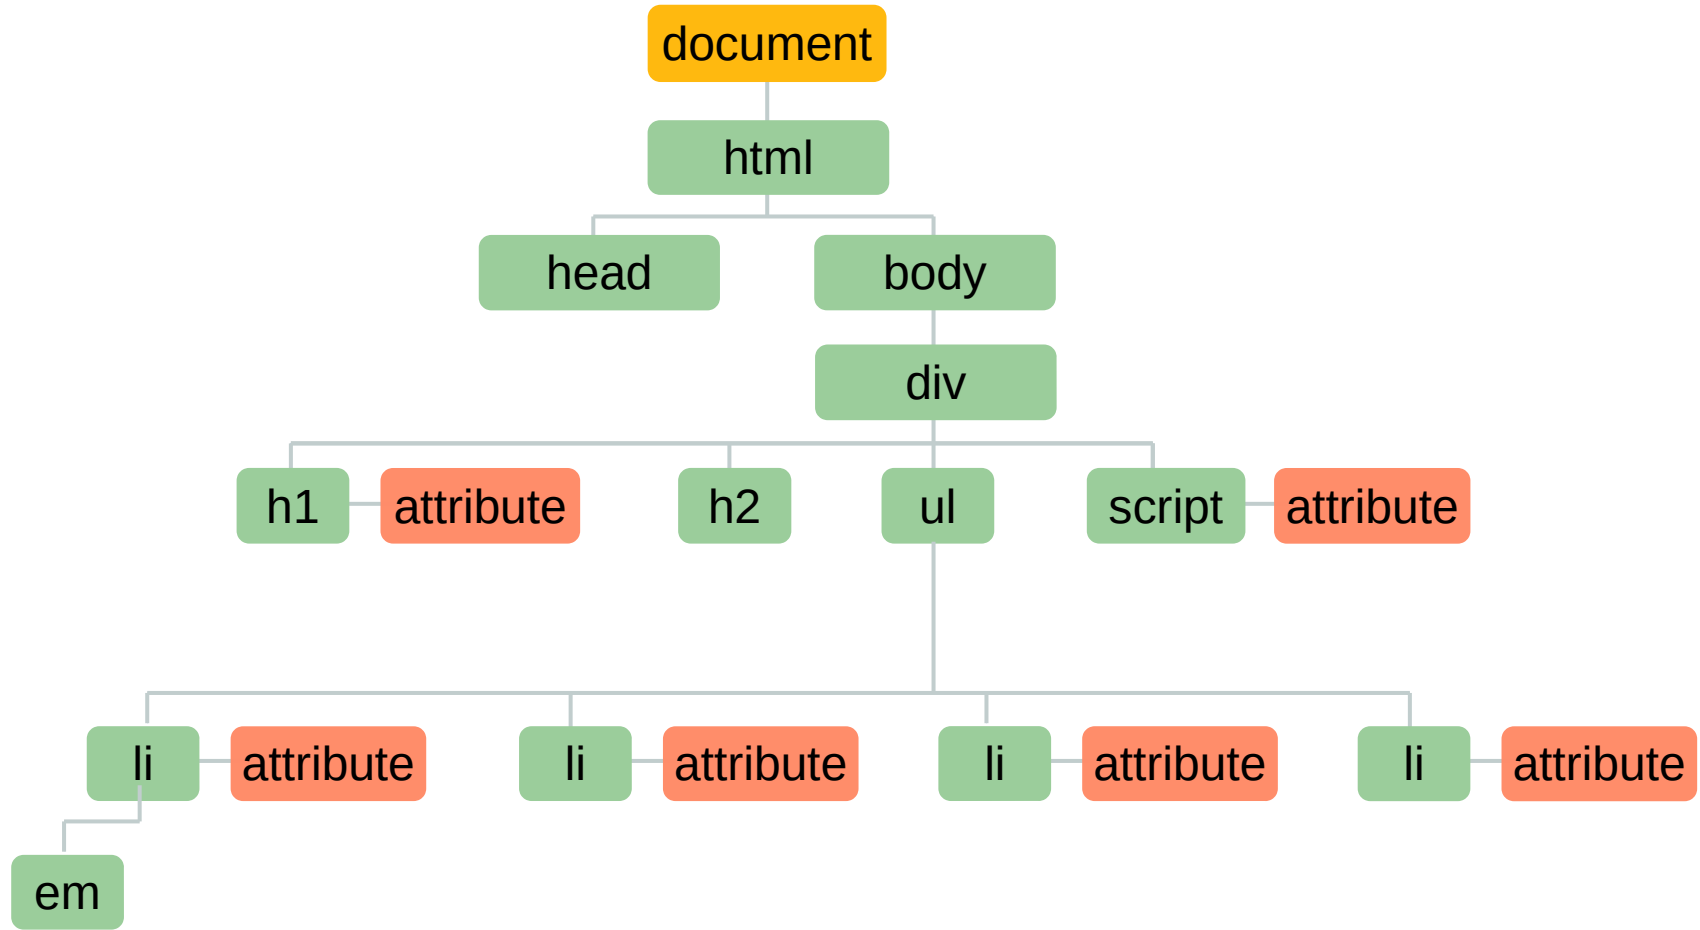 document
html
head
body
div
h1
attribute
h2
ul
script
attribute
li
attribute
li
attribute
li
attribute
li
attribute
em